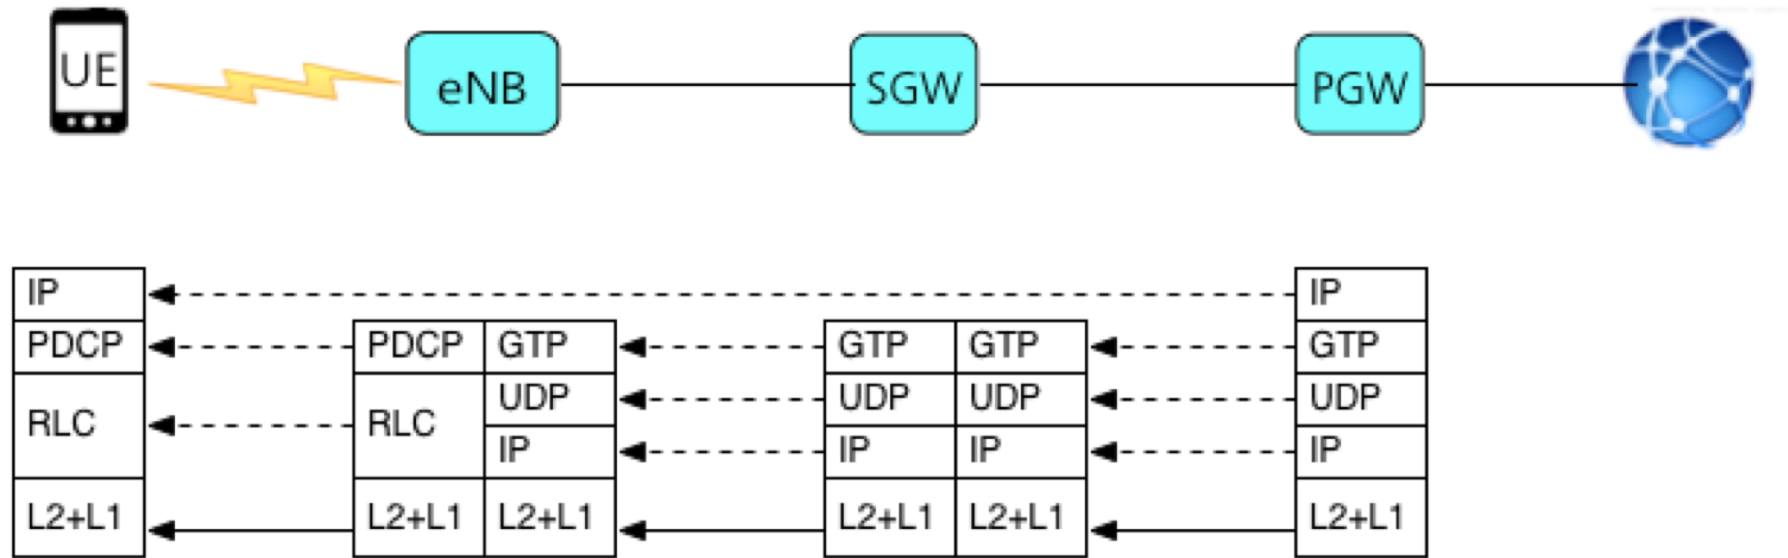 UE eNB SGW PGW
IP IP
PDCP PDCP GTP GTP GTP GTP
UDP UDP UDP UDP
RLC RLC
IP IP IP IP
L2+L1 L2+L1 L2+L1 L2+L1 L2+L1 L2+L1